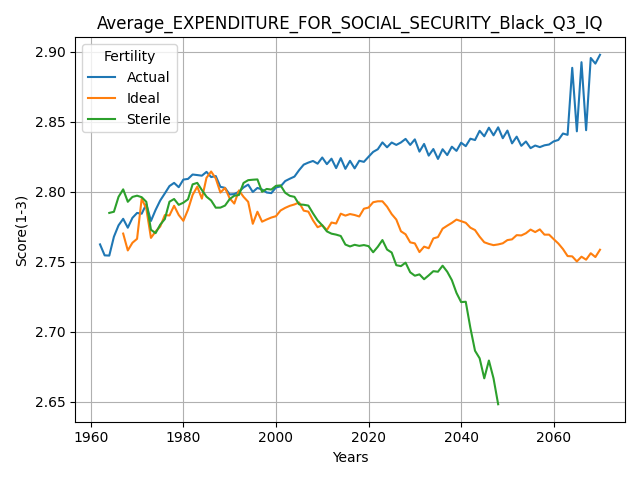 Average_EXPENDITURE_FOR_SOCIAL_SECURITY_Black_Q3_IQ
Fertility
Actual
Ideal
Sterile
Score(1-3)
2.90
2.85
2.80
2.75
2.70
2.65
1960 1980 2000 2020 2040 2060
Years